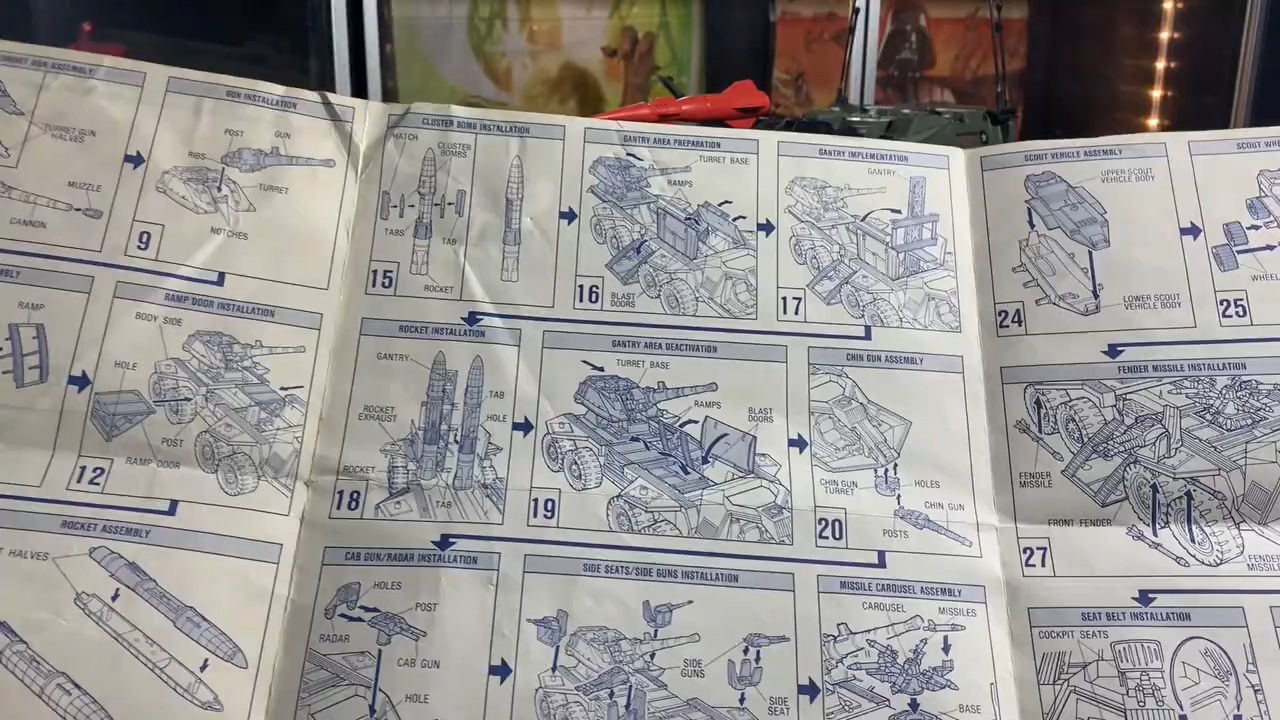 ASSEMBLY
TURRET GUN
HALVES
MUZZLE
CANNON
GUN INSTALLATION
POST
GUN
RIBS
TURRET
NOTCHES
9
RAMP
RAMP DOOR INSTALLATION
BODY SIDE
HOLE
POST
RAMP DOOR
12
ROCKET ASSEMBLY
HALVES
CLUSTER BOMB INSTALLATION
HATCH
CLUSTER
BOMBS
TABS
TAB
ROCKET
15
GANTRY AREA PREPARATION
TURRET BASE
RAMPS
BLAST
DOORS
16
GANTRY IMPLEMENTATION
GANTRY
17
ROCKET INSTALLATION
GANTRY
TAB
HOLE
ROCKET
EXHAUST
ROCKET
TAB
18
GANTRY AREA DEACTIVATION
TURRET BASE
RAMPS
BLAST
DOORS
19
CHIN GUN ASSEMBLY
CHIN GUN
TURRET
HOLES
CHIN GUN
POSTS
20
CAB GUN/RADAR INSTALLATION
HOLES
POST
RADAR
CAB GUN
HOLE
SIDE SEATS/SIDE GUNS INSTALLATION
SIDE
GUNS
SIDE
SEAT
MISSILE CAROUSEL ASSEMBLY
CAROUSEL
MISSILES
BASE
SCOUT VEHICLE ASSEMBLY
UPPER SCOUT
VEHICLE BODY
LOWER SCOUT
VEHICLE BODY
24
SCOUT
25
FENDER MISSILE INSTALLATION
FENDER
MISSILE
FRONT FENDER
FENDER
27
SEAT BELT INSTALLATION
COCKPIT SEATS